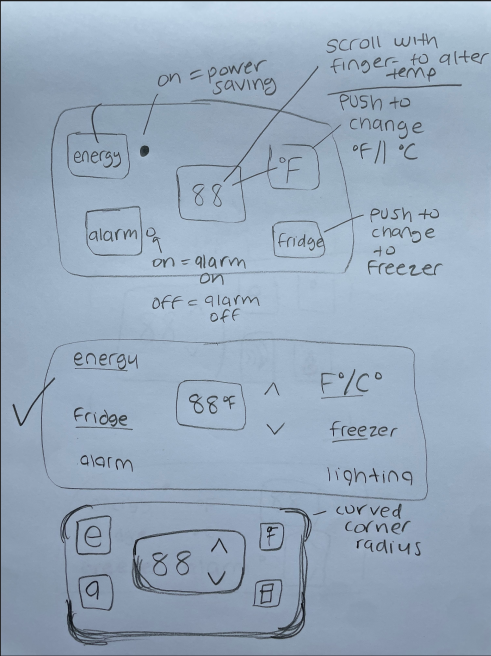 scroll with
finger to alter
temp
on = power
saving
PUSH to
change
°F// °C
energy
88
°F
alarm
fridge
PUSH to
change
to
Freezer
on = alarm
on
OFF = alarm
off
energy
88°F
F°/C°
Fridge
freezer
alarm
lighting
curved
corner
radius
e
88
F
a